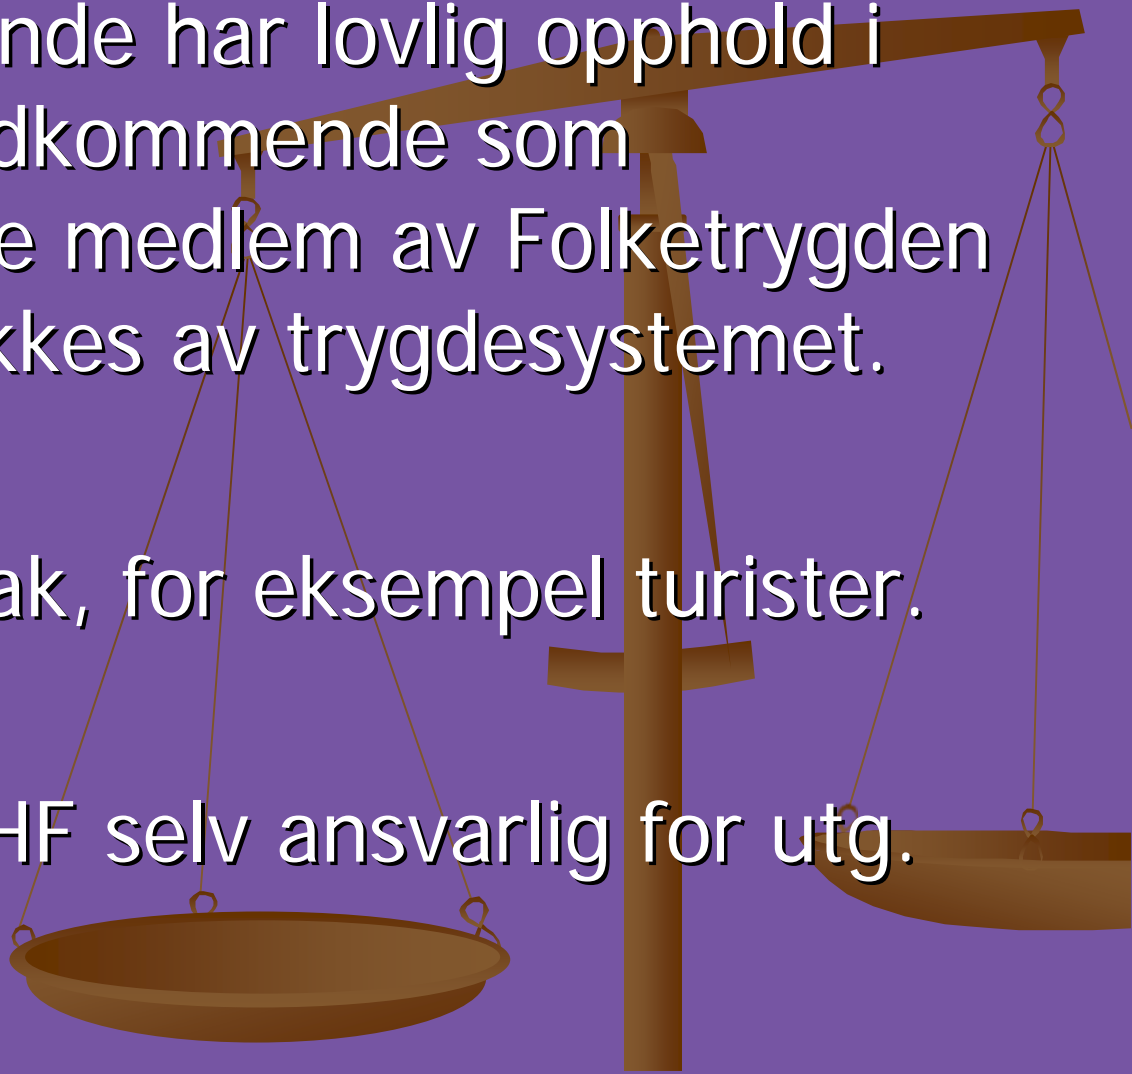 nde har lovlig opphold i
dkommende som
e medlem av Folketrygden
kkes av trygdesystemet.
ak, for eksempel turister.
HF selv ansvarlig for utg.